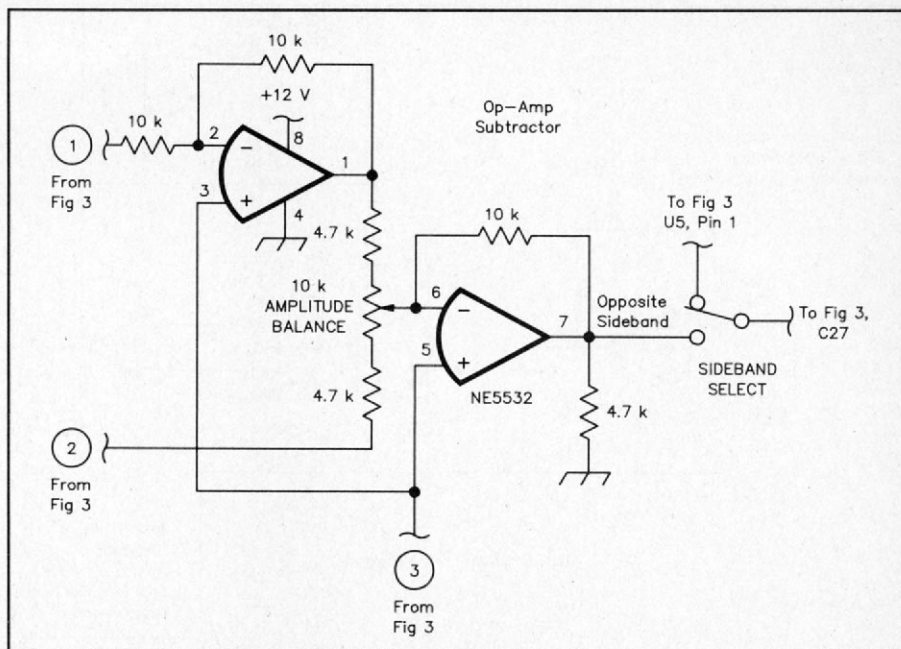 10 k
+12 V
Op-Amp
Subtractor
10 k
2
8
1
−
1
From
Fig 3
3
+
4
4.7 k
10 k
To Fig 3
U5, Pin 1
10 k
AMPLITUDE
BALANCE
6
−
7
Opposite
Sideband
To Fig 3,
C27
5
+
SIDEBAND
SELECT
4.7 k
NE5532
4.7 k
2
From
Fig 3
3
From
Fig 3